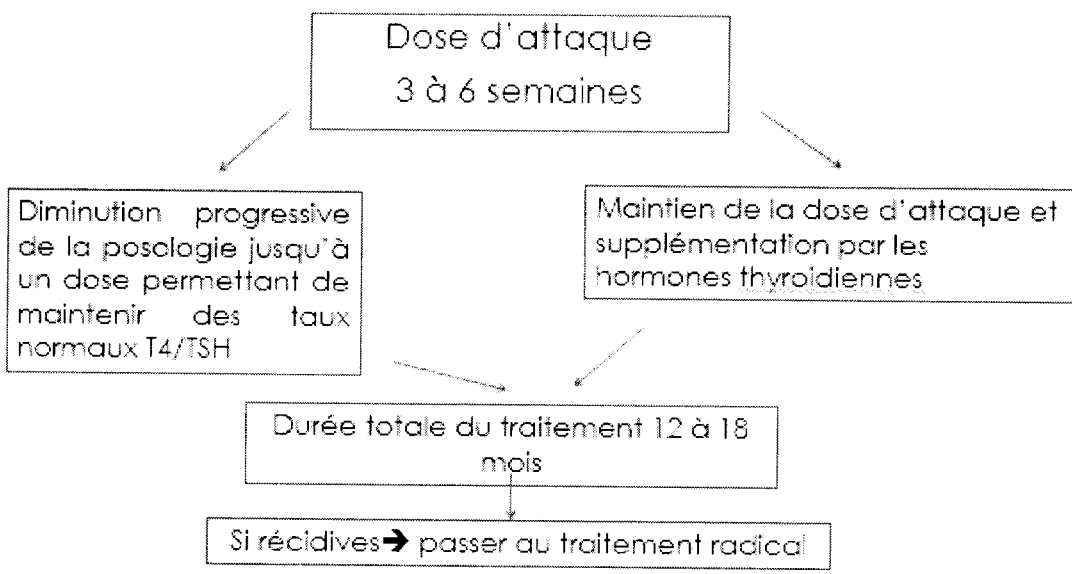 Dose d'attaque
3 à 6 semaines
Diminution progressive
de la posologie jusqu'à
un dose permettant de
maintenir des taux
normaux T4/TSH
Maintien de la dose d'attaque et
supplémentation par les
hormones thyroïdiennes
Durée totale du traitement 12 à 18
mois
Si récidives➔ passer au traitement radical